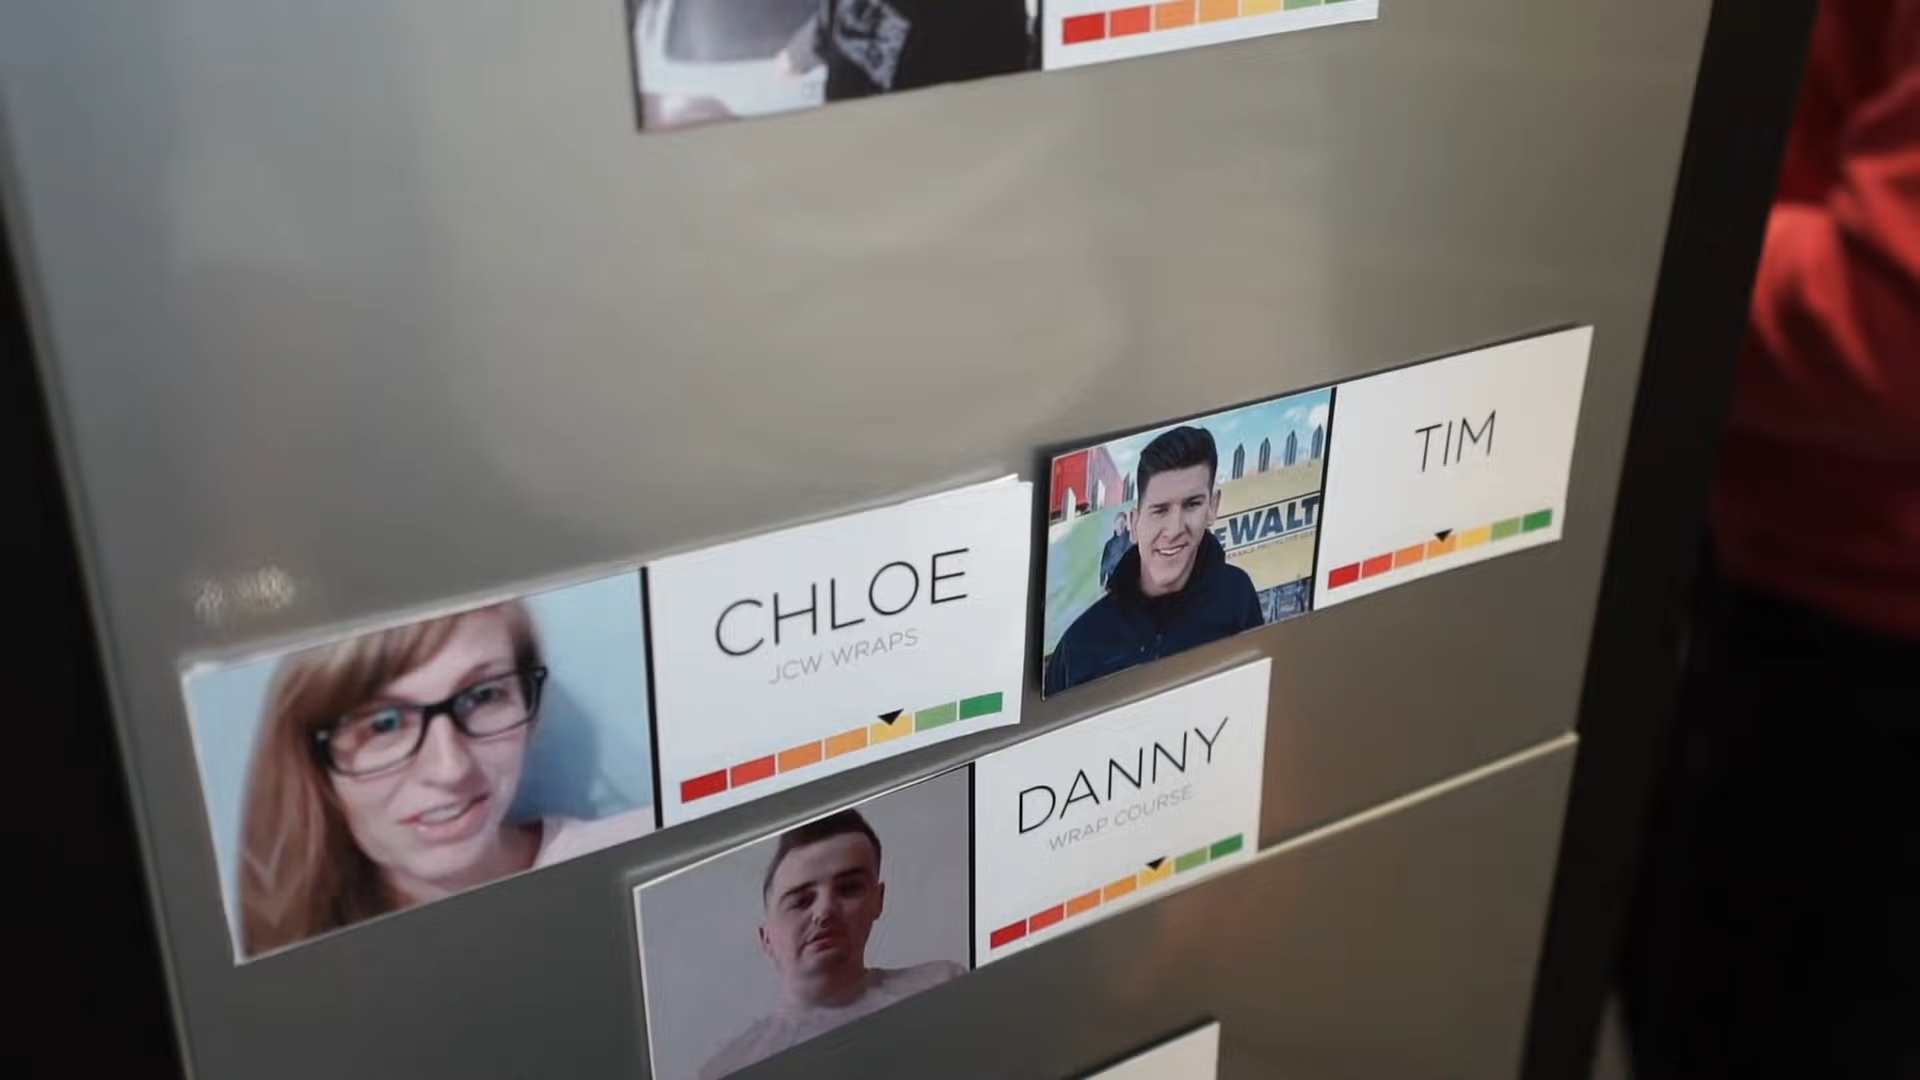 CHLOE
JCW WRAPS
EWALT
TIM
DANNY
WRAP COURSE